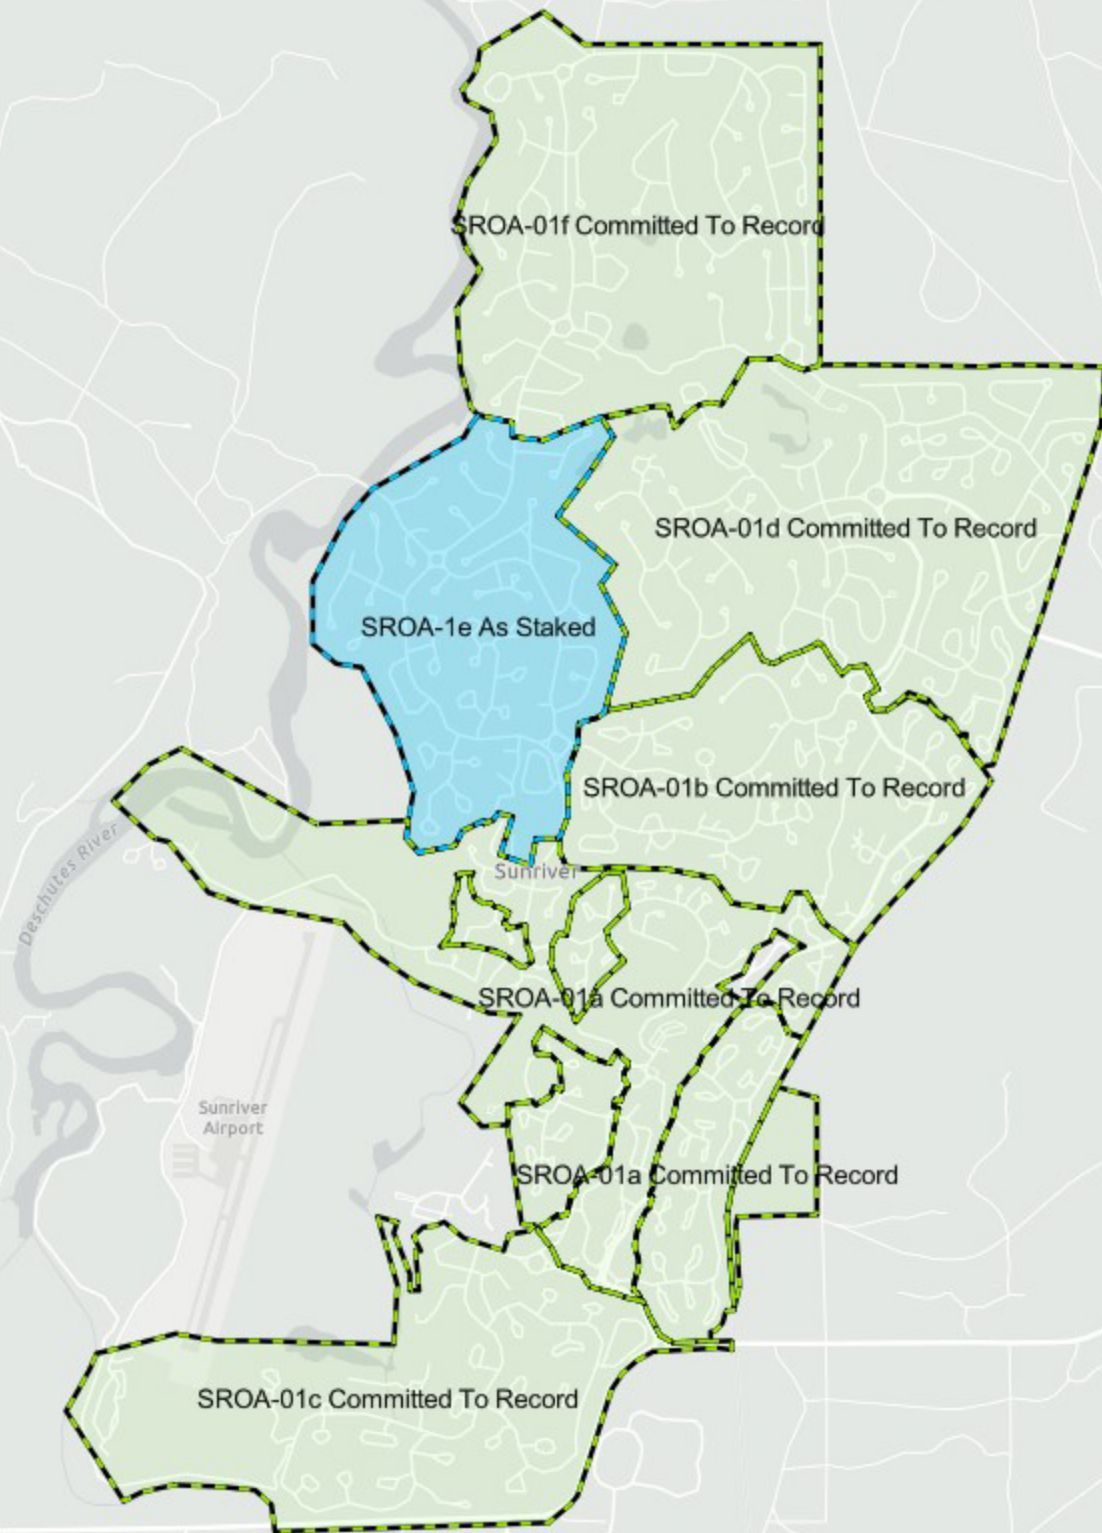 SROA-01f Committed To Record
SROA-01d Committed To Record
SROA-1e As Staked
SROA-01b Committed To Record
Deschutes River
Sunriver
SROA-01a Committed To Record
Sunriver
Airport
SROA-01a Committed To Record
SROA-01c Committed To Record